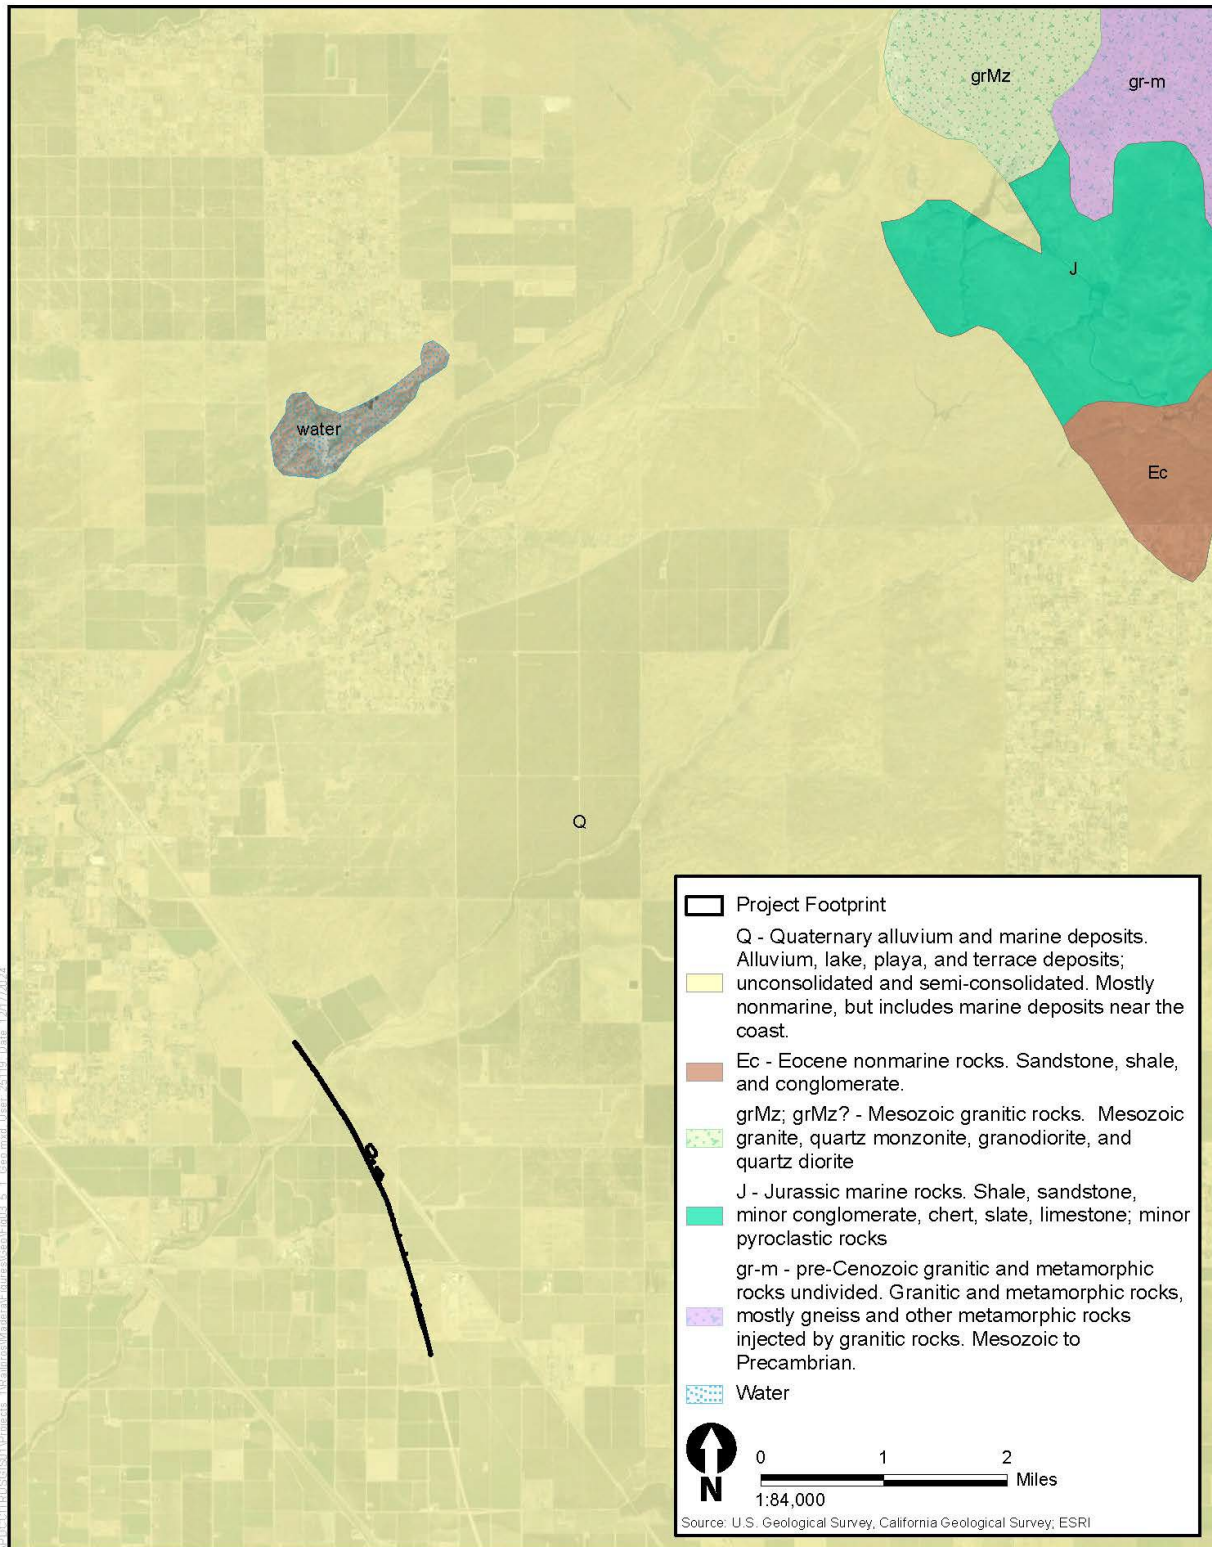 grMz
gr-m
J
water
Ec
Q
Project Footprint
Q - Quaternary alluvium and marine deposits.
Alluvium, lake, playa, and terrace deposits;
unconsolidated and semi-consolidated. Mostly
nonmarine, but includes marine deposits near the
coast.
Ec - Eocene nonmarine rocks. Sandstone, shale,
and conglomerate.
grMz; grMz? - Mesozoic granitic rocks. Mesozoic
granite, quartz monzonite, granodiorite, and
quartz diorite
J - Jurassic marine rocks. Shale, sandstone,
minor conglomerate, chert, slate, limestone; minor
pyroclastic rocks
gr-m - pre-Cenozoic granitic and metamorphic
rocks undivided. Granitic and metamorphic rocks,
mostly gneiss and other metamorphic rocks
injected by granitic rocks. Mesozoic to
Precambrian.
Water
N
0 1 2
Miles
1:84,000
Source: U.S. Geological Survey, California Geological Survey; ESRI